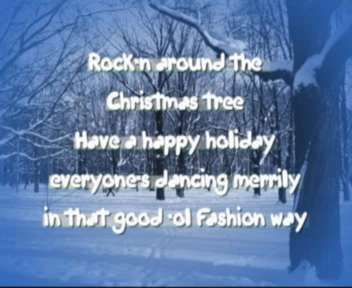 Rock'n around the
Christmas tree
Have a happy holiday
everyone's dancing merrily
in that good 'ol Fashion way